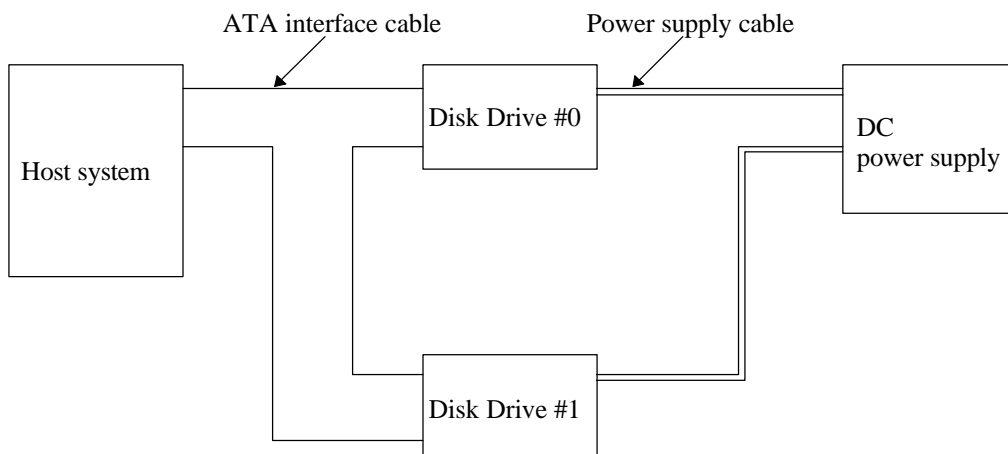 ATA interface cable
Power supply cable
Host system
Disk Drive #0
DC
power supply
Disk Drive #1